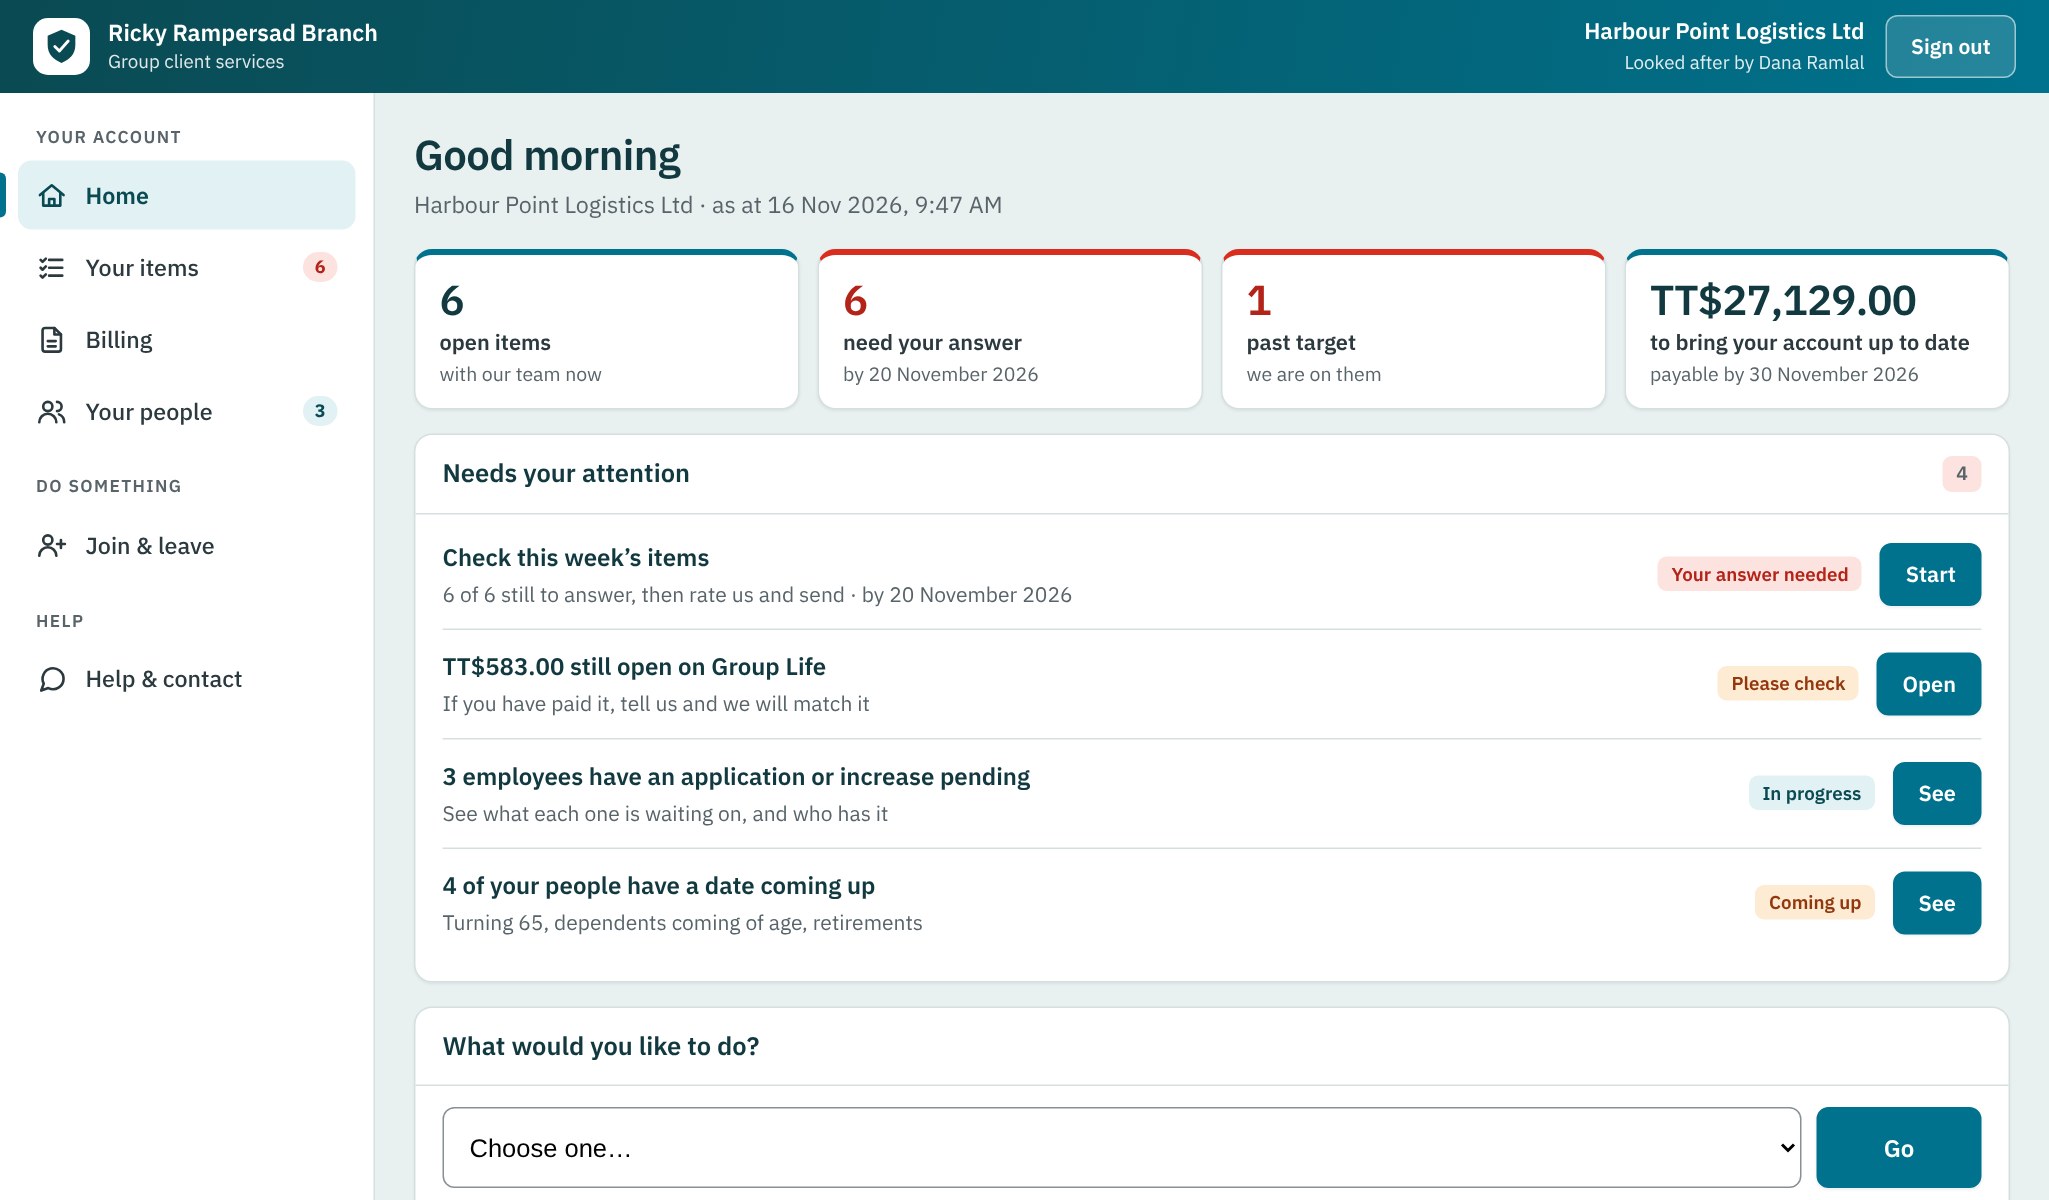 Ricky Rampersad Branch
Group client services
Harbour Point Logistics Ltd
Looked after by Dana Ramlal
Sign out
YOUR ACCOUNT
Home
Your items 6
Billing
Your people 3
DO SOMETHING
Join & leave
HELP
Help & contact
Good morning
Harbour Point Logistics Ltd · as at 16 Nov 2026, 9:47 AM
6
open items
with our team now
6
need your answer
by 20 November 2026
1
past target
we are on them
TT$27,129.00
to bring your account up to date
payable by 30 November 2026
Needs your attention 4
Check this week’s items
6 of 6 still to answer, then rate us and send · by 20 November 2026
Your answer needed Start
TT$583.00 still open on Group Life
If you have paid it, tell us and we will match it
Please check Open
3 employees have an application or increase pending
See what each one is waiting on, and who has it
In progress See
4 of your people have a date coming up
Turning 65, dependents coming of age, retirements
Coming up See
What would you like to do?
Choose one... Go